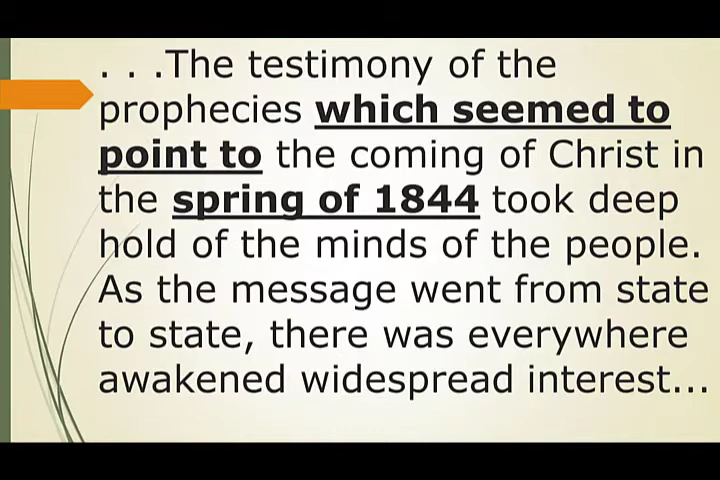 . . .The testimony of the
prophecies which seemed to
point to the coming of Christ in
the spring of 1844 took deep
hold of the minds of the people.
As the message went from state
to state, there was everywhere
awakened widespread interest...